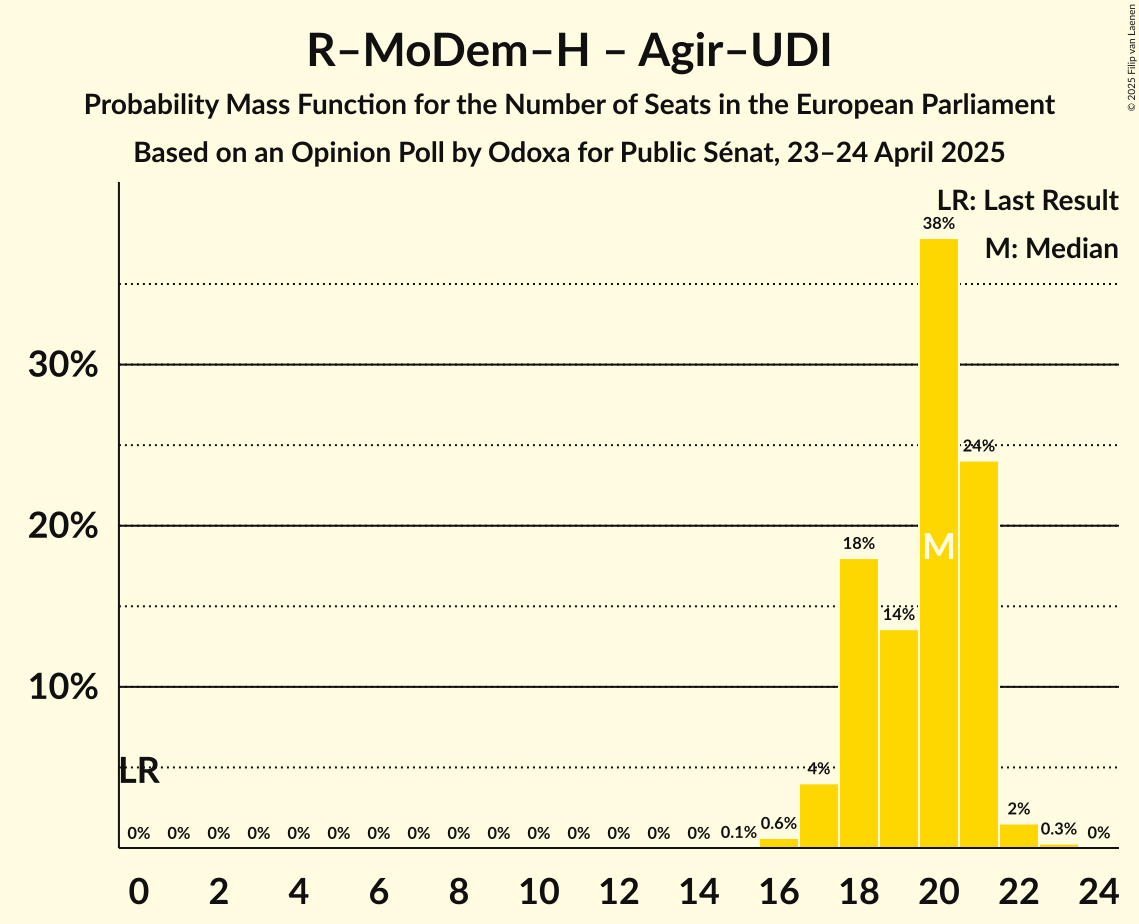 R–MoDem–H – Agir–UDI
Probability Mass Function for the Number of Seats in the European Parliament
Based on an Opinion Poll by Odoxa for Public Sénat, 23–24 April 2025
© 2025 Filip van Laenen
LR: Last Result
M: Median
38%
30%
24%
20%
18%
M
14%
10%
LR
4%
0% 0% 0% 0% 0% 0% 0% 0% 0% 0% 0% 0% 0% 0% 0% 0.1% 0.6% 2% 0.3% 0%
0 2 4 6 8 10 12 14 16 18 20 22 24